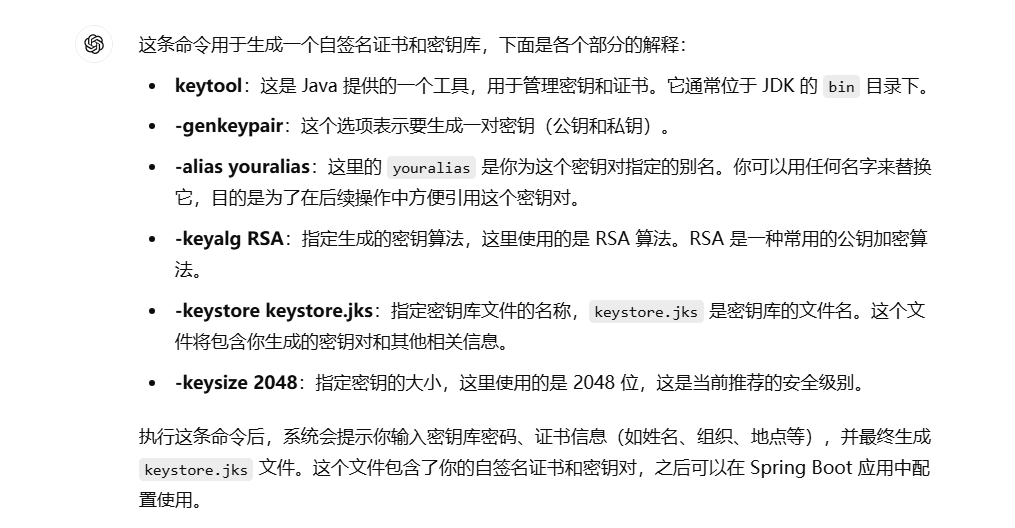 这条命令用于生成一个自签名证书和密钥库，下面是各个部分的解释：
• keytool：这是 Java 提供的一个工具，用于管理密钥和证书。它通常位于 JDK 的 bin 目录下。
• -genkeypair：这个选项表示要生成一对密钥（公钥和私钥）。
• -alias youralias：这里的 youralias 是你为这个密钥对指定的别名。你可以用任何名字来替换
它，目的是为了在后续操作中方便引用这个密钥对。
• -keyalg RSA：指定生成的密钥算法，这里使用的是 RSA 算法。RSA 是一种常用的公钥加密算
法。
• -keystore keystore.jks：指定密钥库文件的名称，keystore.jks 是密钥库的文件名。这个文
件将包含你生成的密钥对和其他相关信息。
• -keysize 2048：指定密钥的大小，这里使用的是 2048 位，这是当前推荐的安全级别。
执行这条命令后，系统会提示你输入密钥库密码、证书信息（如姓名、组织、地点等），并最终生成
keystore.jks 文件。这个文件包含了你的自签名证书和密钥对，之后可以在 Spring Boot 应用中配
置使用。